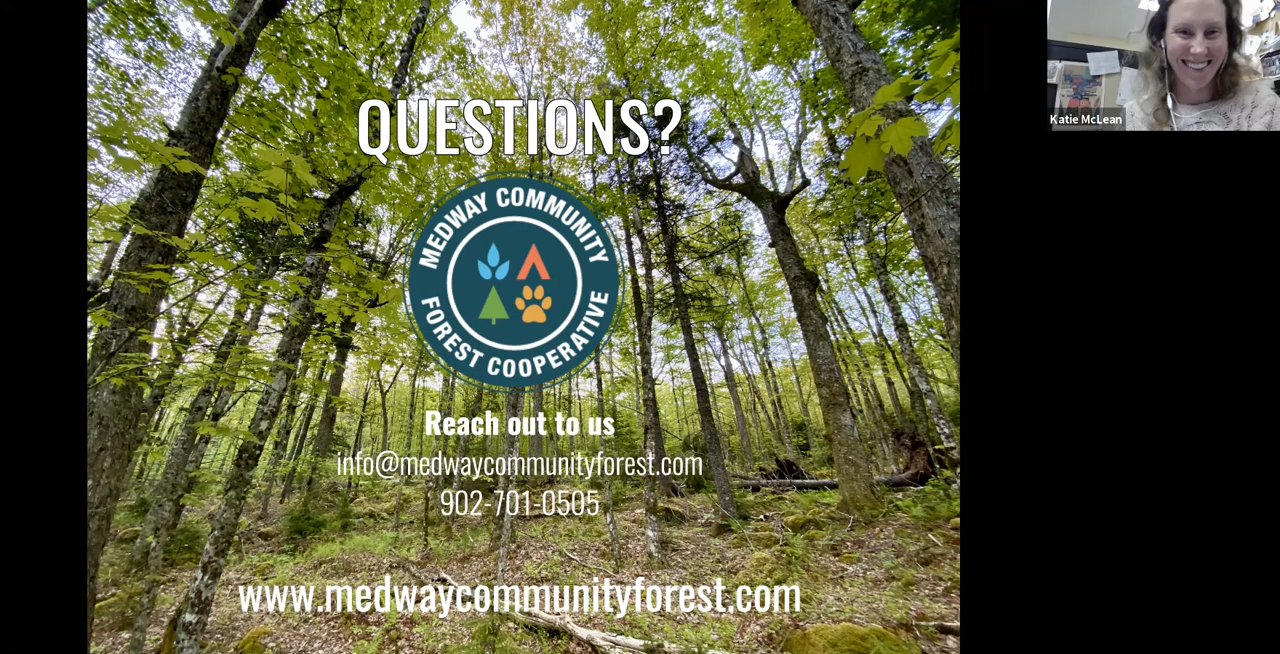 QUESTIONS?
MEDWAY COMMUNITY
FOREST COOPERATIVE
Reach out to us
info@medwaycommunityforest.com
902-701-0505
www.medwaycommunityforest.com
Katie McLean